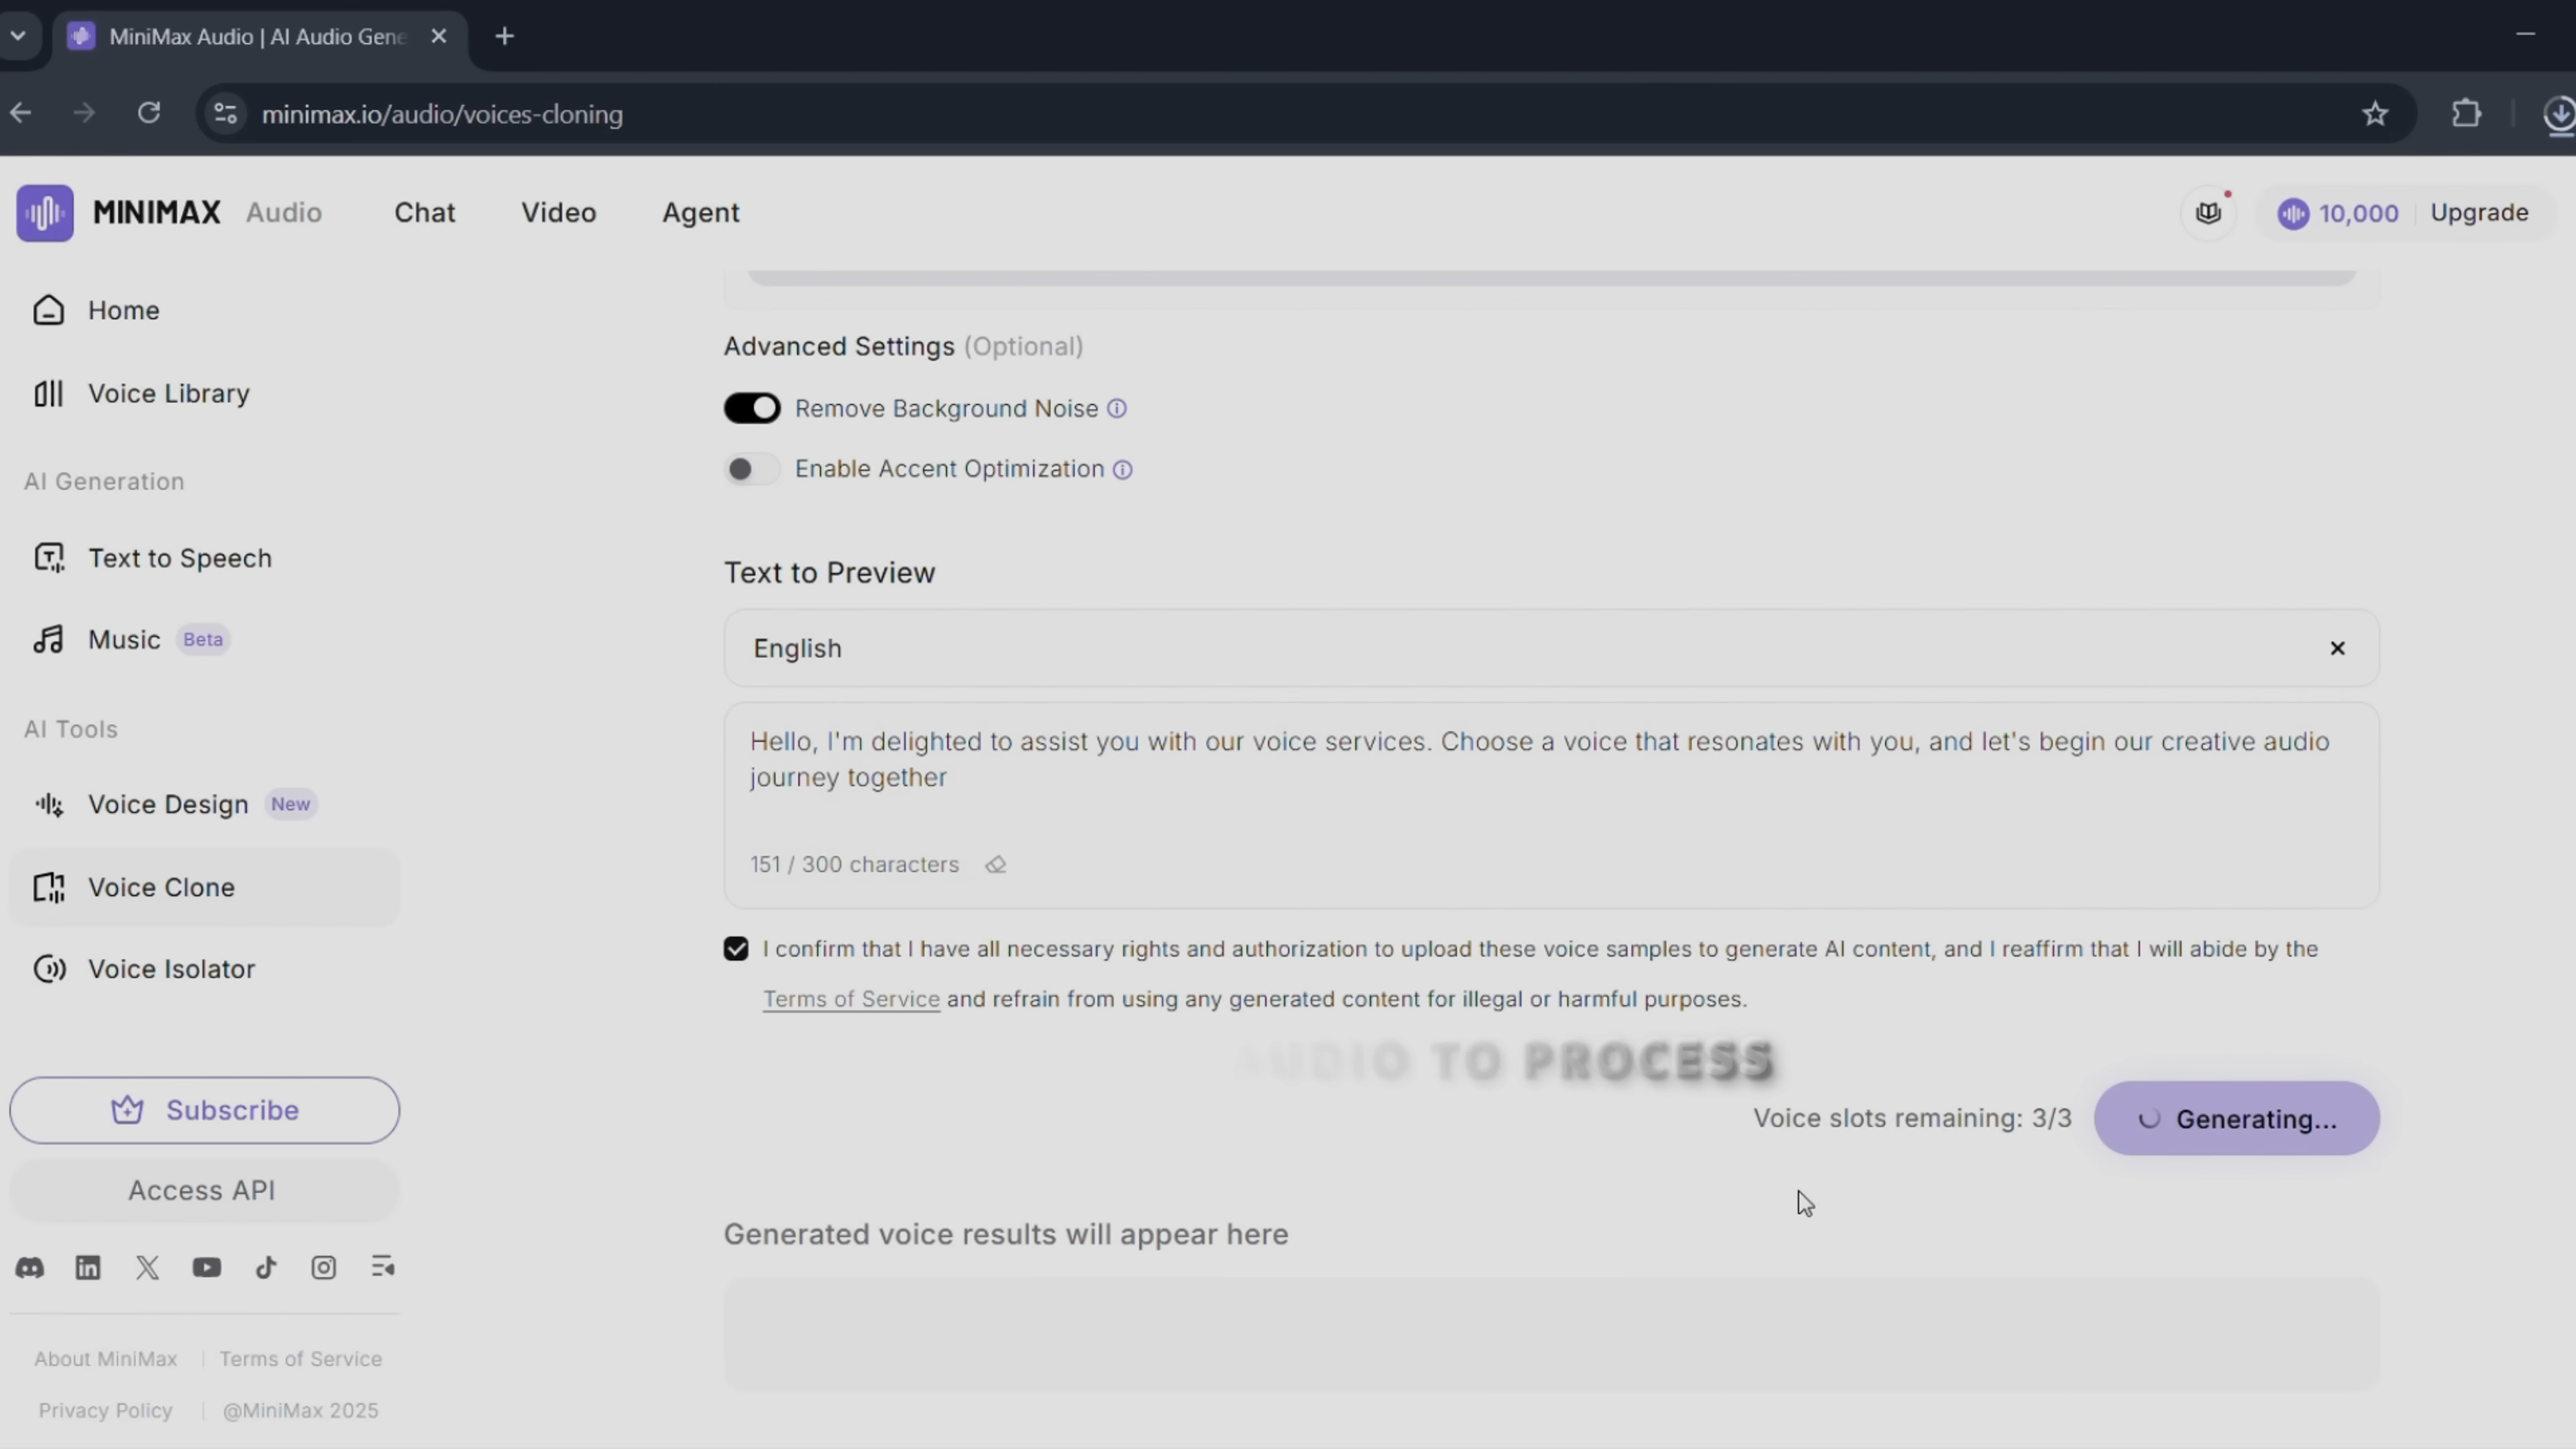 MiniMax Audio | AI Audio Gene
minimax.io/audio/voices-cloning
MINIMAX Audio Chat Video Agent
10,000 Upgrade
Home
Voice Library
AI Generation
Text to Speech
Music Beta
AI Tools
Voice Design New
Voice Clone
Voice Isolator
Subscribe
Access API
About MiniMax | Terms of Service
Privacy Policy | @MiniMax 2025
Advanced Settings (Optional)
Remove Background Noise
Enable Accent Optimization
Text to Preview
English
Hello, I'm delighted to assist you with our voice services. Choose a voice that resonates with you, and let's begin our creative audio
journey together
151 / 300 characters
I confirm that I have all necessary rights and authorization to upload these voice samples to generate AI content, and I reaffirm that I will abide by the
Terms of Service and refrain from using any generated content for illegal or harmful purposes.
AUDIO TO PROCESS
Voice slots remaining: 3/3
Generating...
Generated voice results will appear here